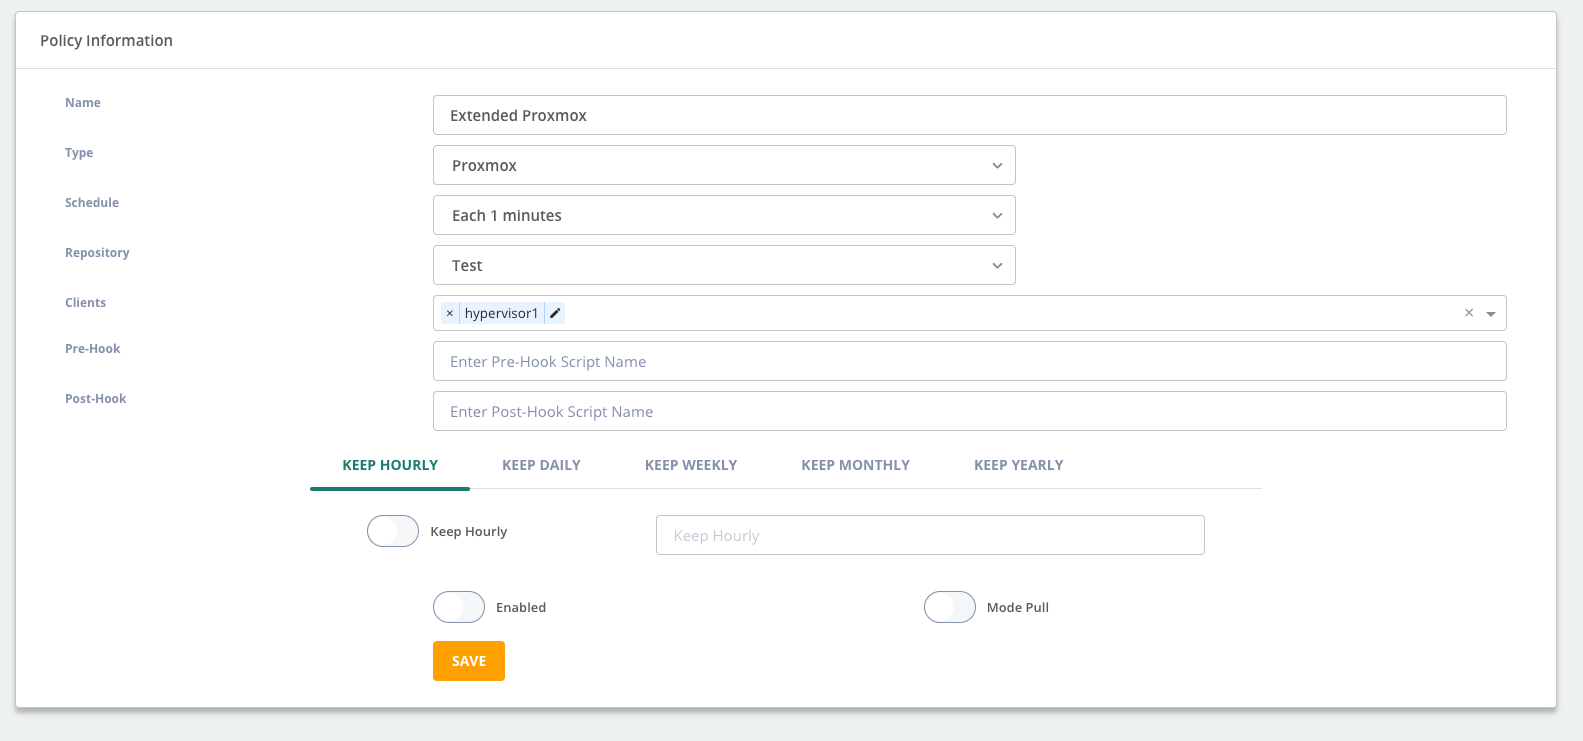 Policy Information
Name
Extended Proxmox
Type
Proxmox
Schedule
Each 1 minutes
Repository
Test
Clients
× hypervisor1
×
Pre-Hook
Enter Pre-Hook Script Name
Post-Hook
Enter Post-Hook Script Name
KEEP HOURLY KEEP DAILY KEEP WEEKLY KEEP MONTHLY KEEP YEARLY
Keep Hourly
Keep Hourly
Enabled
Mode Pull
SAVE